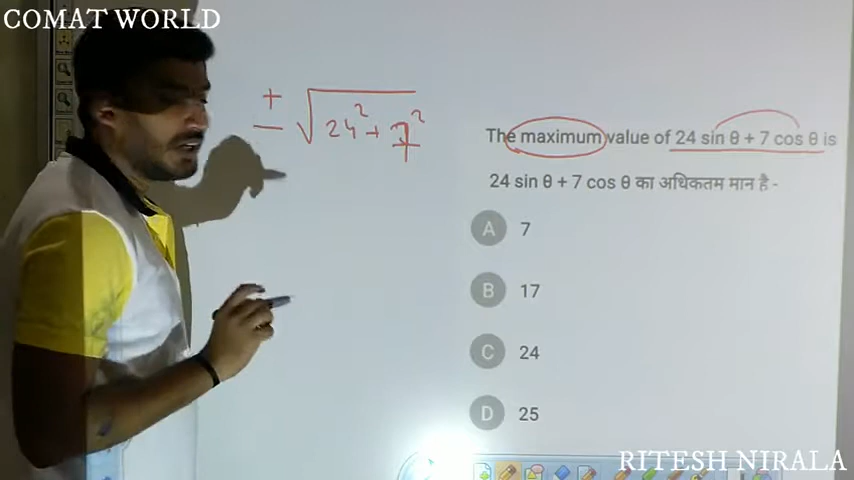 COMAT WORLD
± √24² + 7²
The maximum value of 24 sin θ + 7 cos θ is
24 sin θ + 7 cos θ का अधिकतम मान है -
A 7
B 17
C 24
D 25
RITESH NIRALA